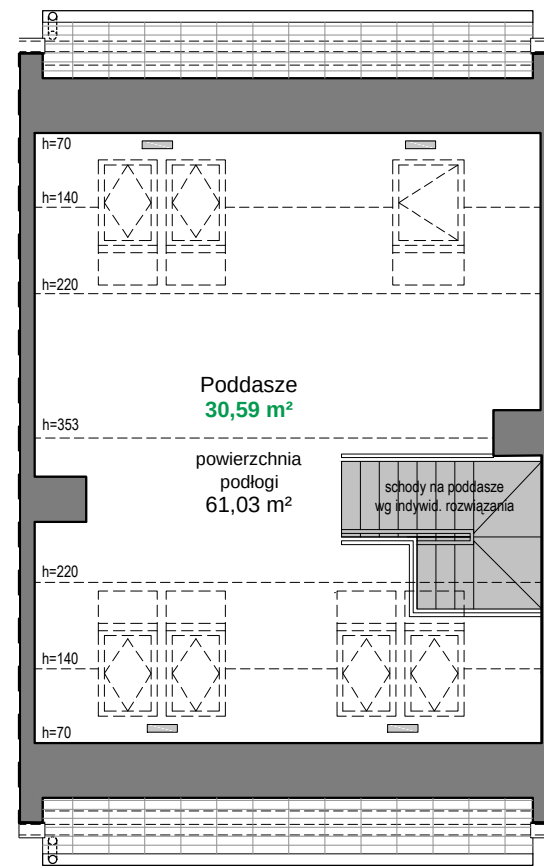 h=70
h=140
h=220
Poddasze
30,59 m²
h=353
powierzchnia
podłogi
61,03 m²
schody na poddasze
wg indywid. rozwiązania
h=220
h=140
h=70